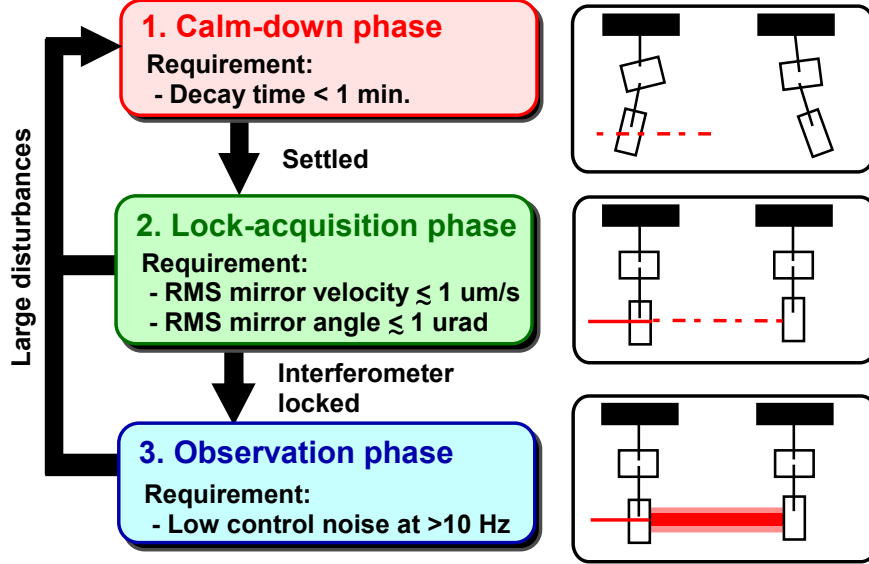 1. Calm-down phase
Requirement:
- Decay time < 1 min.
Settled
Large disturbances
2. Lock-acquisition phase
Requirement:
- RMS mirror velocity ≲ 1 um/s
- RMS mirror angle ≲ 1 urad
Interferometer
locked
3. Observation phase
Requirement:
- Low control noise at >10 Hz